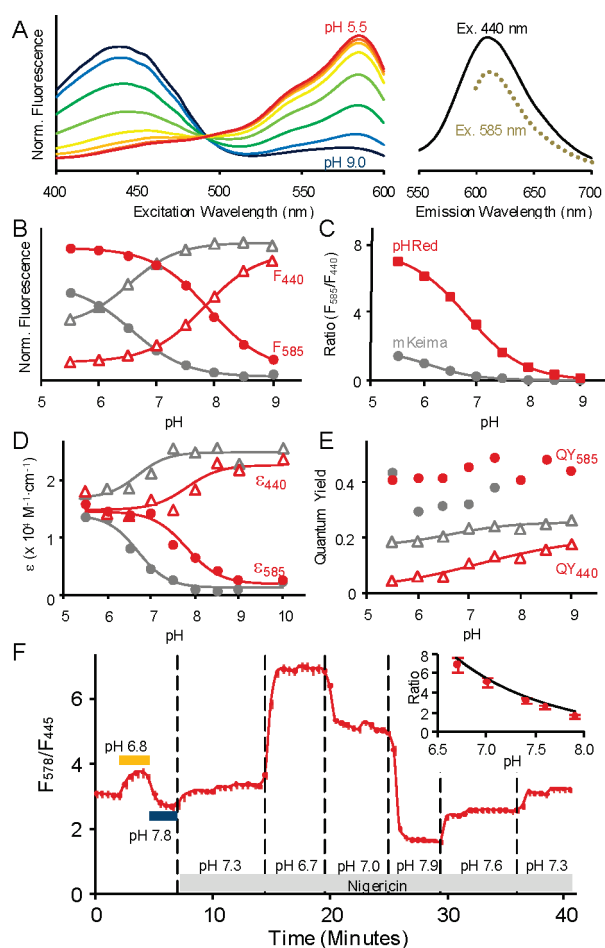 A
Norm. Fluorescence
pH 5.5
pH 9.0
400 450 500 550 600
Excitation Wavelength (nm)
Ex. 440 nm
Ex. 585 nm
550 600 650 700
Emission Wavelength (nm)
B
Norm. Fluorescence
F440
F585
5 6 7 8 9
pH
C
Ratio (F585/F440)
8
4
0
pHRed
mKeima
5 6 7 8 9
pH
D
ε (x 10⁴ M⁻¹·cm⁻¹)
2
1
0
ε440
ε585
5 6 7 8 9 10
pH
E
Quantum Yield
0.4
0.2
0
QY585
QY440
5 6 7 8 9
pH
F
F578/F445
6
4
2
0
pH 6.8
pH 7.8
pH 7.3 pH 6.7 pH 7.0 pH 7.9 pH 7.6 pH 7.3
Nigericin
0 10 20 30 40
Time (Minutes)
Ratio
8
6
4
2
0
6.5 7.0 7.5 8.0
pH